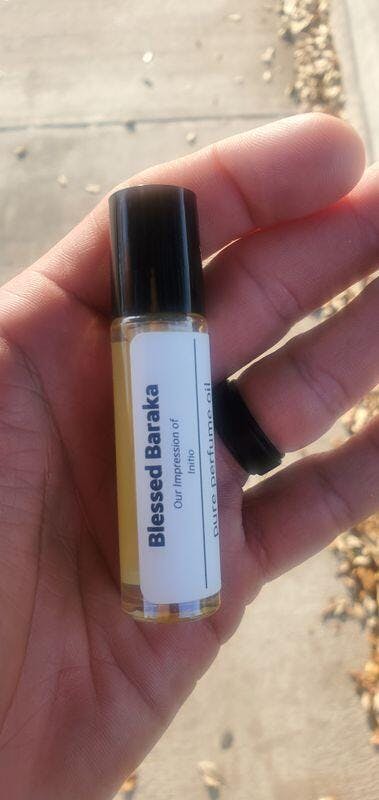 Blessed Baraka
Our Impression of
Initio
pure perfume oil